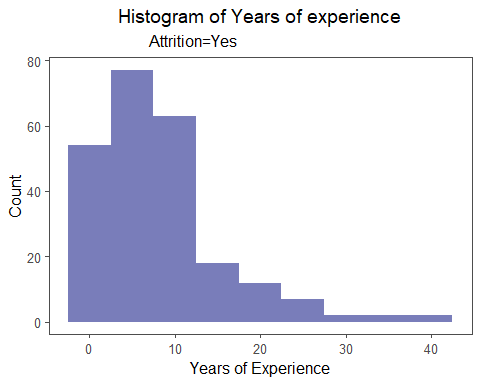 Histogram of Years of experience
Attrition=Yes
80
60
40
20
0
Count
0 10 20 30 40
Years of Experience